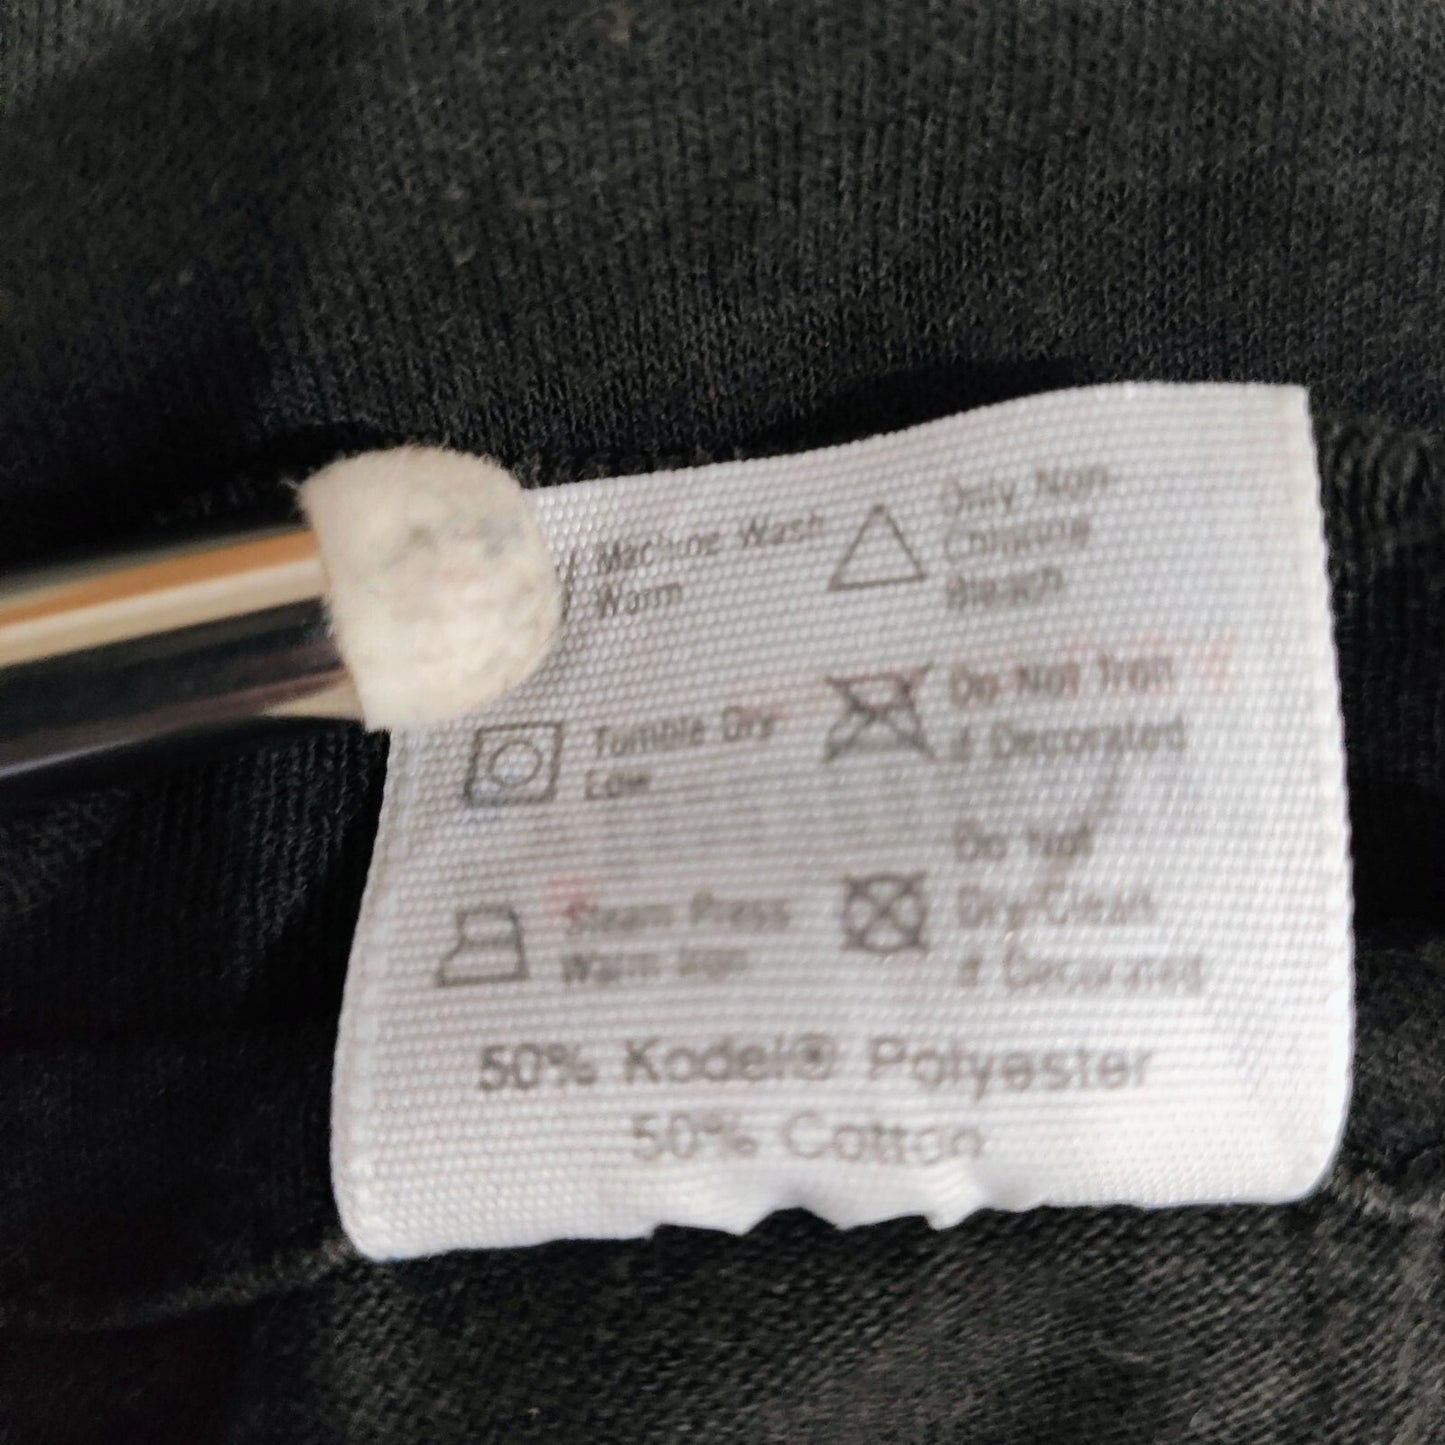 Machine Wash
Warm
Only Non-
Chlorine
Bleach
Tumble Dry
Low
Do Not Iron
if Decorated
Steam Press
Warm
Do Not
Dry Clean
if Decorated
50% Kodel® Polyester
50% Cotton